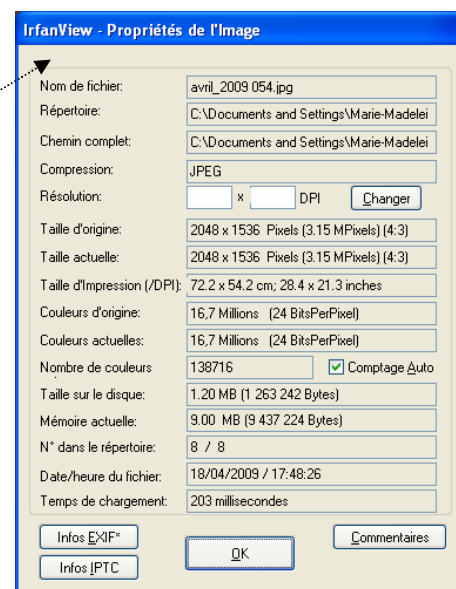 IrfanView - Propriétés de l'Image
Nom de fichier: avril_2009 054.jpg
Répertoire: C:\Documents and Settings\Marie-Madelei
Chemin complet: C:\Documents and Settings\Marie-Madelei
Compression: JPEG
Résolution: x DPI Changer
Taille d'origine: 2048 x 1536 Pixels (3.15 MPixels) (4:3)
Taille actuelle: 2048 x 1536 Pixels (3.15 MPixels) (4:3)
Taille d'Impression (/DPI): 72.2 x 54.2 cm; 28.4 x 21.3 inches
Couleurs d'origine: 16,7 Millions (24 BitsPerPixel)
Couleurs actuelles: 16,7 Millions (24 BitsPerPixel)
Nombre de couleurs 138716 Comptage Auto
Taille sur le disque: 1.20 MB (1 263 242 Bytes)
Mémoire actuelle: 9.00 MB (9 437 224 Bytes)
N° dans le répertoire: 8 / 8
Date/heure du fichier: 18/04/2009 / 17:48:26
Temps de chargement: 203 millisecondes
Infos EXIF* OK Commentaires
Infos IPTC